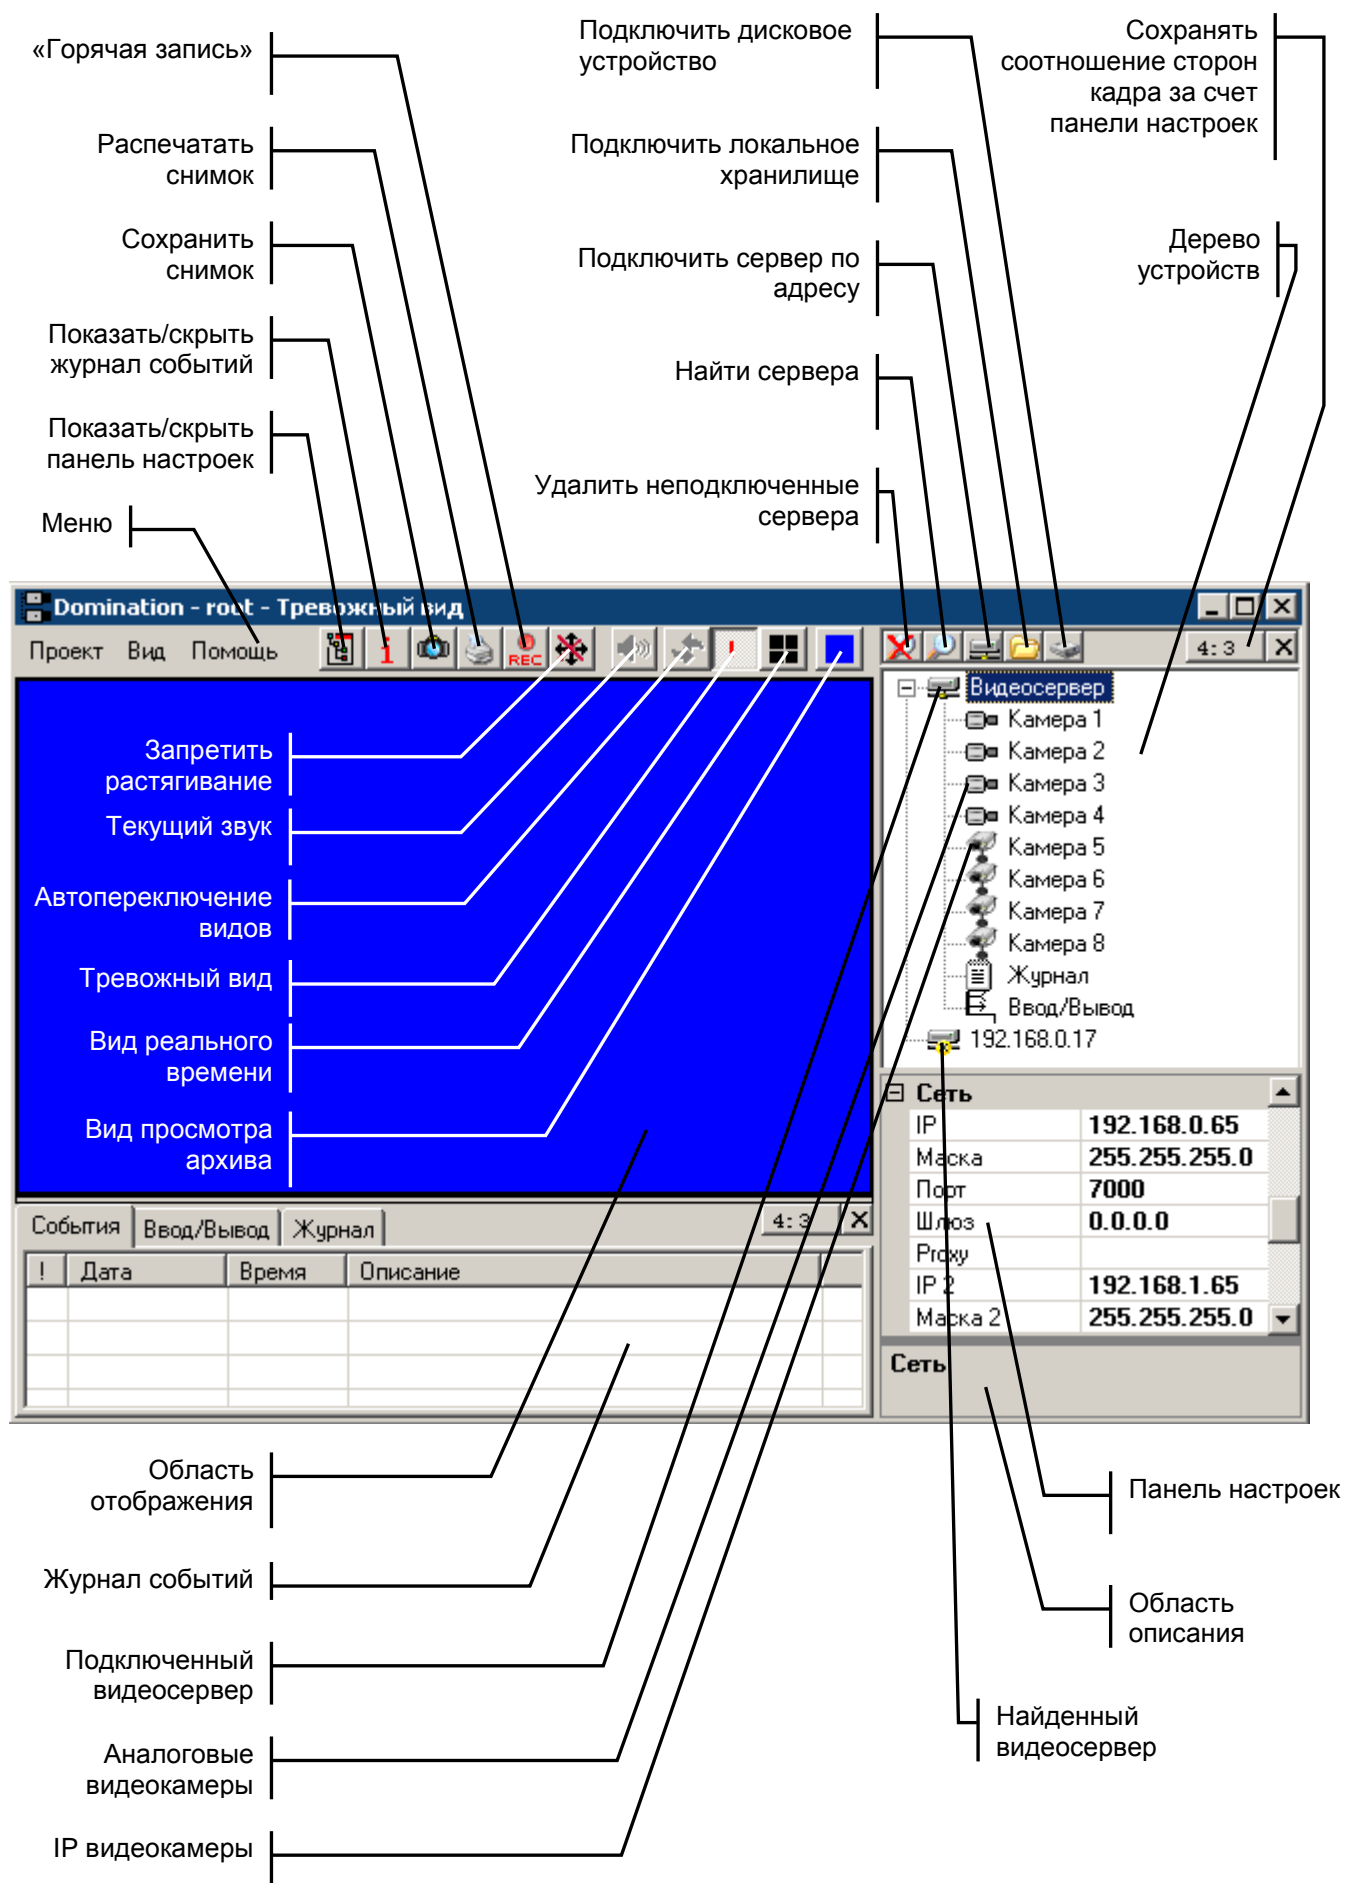 «Горячая запись»
Распечатать
снимок
Сохранить
снимок
Показать/скрыть
журнал событий
Показать/скрыть
панель настроек
Меню
Подключить дисковое
устройство
Подключить локальное
хранилище
Подключить сервер по
адресу
Найти сервера
Удалить неподключенные
сервера
Сохранять
соотношение сторон
кадра за счет
панели настроек
Дерево
устройств
Domination - root - Тревожный вид
Проект Вид Помощь
i
REC
4:3
Запретить
растягивание
Текущий звук
Автопереключение
видов
Тревожный вид
Вид реального
времени
Вид просмотра
архива
Видеосервер
Камера 1
Камера 2
Камера 3
Камера 4
Камера 5
Камера 6
Камера 7
Камера 8
Журнал
Ввод/Вывод
192.168.0.17
Сеть
IP 192.168.0.65
Маска 255.255.255.0
Порт 7000
Шлюз 0.0.0.0
Proxy
IP 2 192.168.1.65
Маска 2 255.255.255.0
Сеть
События Ввод/Вывод Журнал 4:3
! Дата Время Описание
Область
отображения
Журнал событий
Подключенный
видеосервер
Аналоговые
видеокамеры
IP видеокамеры
Панель настроек
Область
описания
Найденный
видеосервер